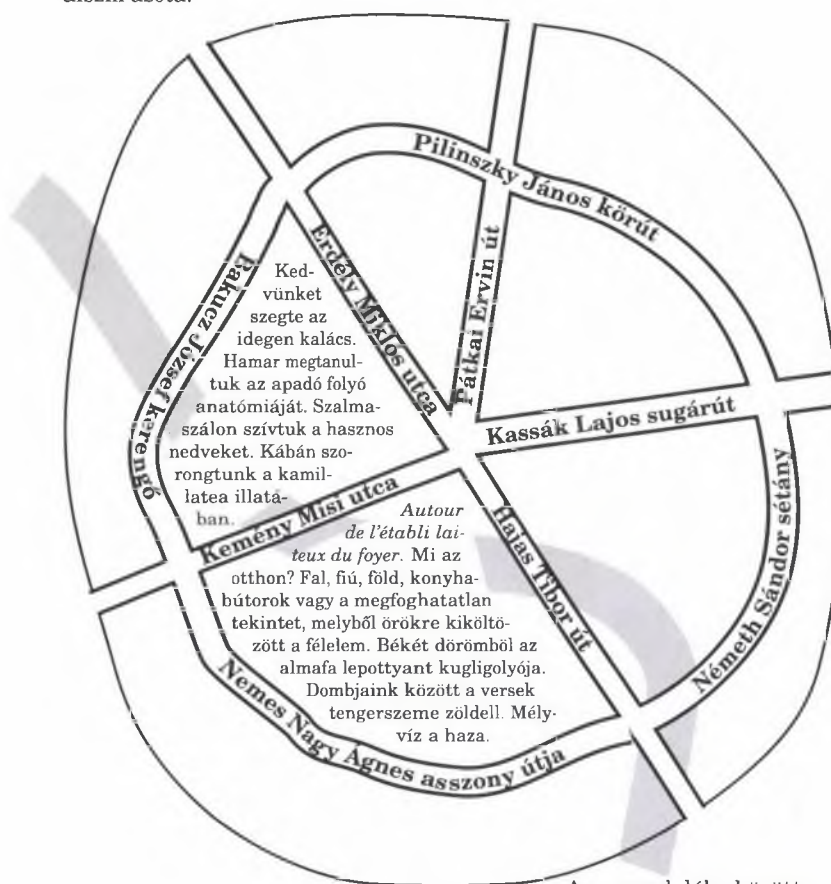 Pilinszky János körút
Erdély Miklós utca
Pátkai Ervin út
Bakucz József kerengő
Ked-
vünket
szegte az
idegen kalács.
Hamar megtanul-
tuk az apadó folyó
anatómiáját. Szalma-
szálon szívtuk a hasznos
nedveket. Kábán szo-
rongtunk a kamil-
latea illatá-
ban.
Kassák Lajos sugárút
Kemény Misi utca
Autour
de l'établi lai-
teux du foyer. Mi az
otthon? Fal, fiú, föld, konyha-
bútorok vagy a megfoghatatlan
tekintet, melyből örökre kiköltö-
zött a félelem. Békét dörömböl az
almafa lepottyant kugligolyója.
Dombjaink között a versek
tengerszeme zöldell. Mély-
víz a haza.
Hajas Tibor út
Németh Sándor sétány
Nemes Nagy Ágnes asszony útja